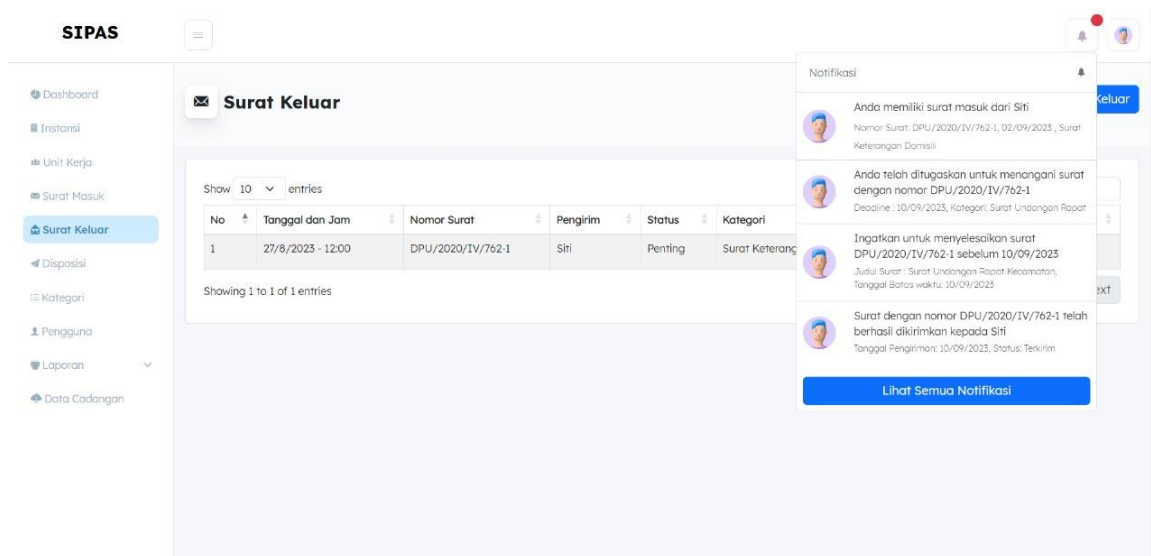 SIPAS
Dashboard
Instansi
Unit Kerja
Surat Masuk
Surat Keluar
Disposisi
Kategori
Pengguna
Laporan
Data Cadangan
Surat Keluar
Keluar
Show 10 entries
No Tanggal dan Jam Nomor Surat Pengirim Status Kategori
1 27/8/2023 - 12:00 DPU/2020/IV/762-1 Siti Penting Surat Keterang
Showing 1 to 1 of 1 entries
ext
Notifikasi
Anda memiliki surat masuk dari Siti
Nomor Surat: DPU/2020/IV/762-1, 02/09/2023 , Surat
Keterangan Domisili
Anda telah ditugaskan untuk menangani surat
dengan nomor DPU/2020/IV/762-1
Deadline : 10/09/2023, Kategori: Surat Undangan Rapat
Ingatkan untuk menyelesaikan surat
DPU/2020/IV/762-1 sebelum 10/09/2023
Judul Surat : Surat Undangan Rapat Kecamatan,
Tanggal Batas waktu: 10/09/2023
Surat dengan nomor DPU/2020/IV/762-1 telah
berhasil dikirimkan kepada Siti
Tanggal Pengiriman: 10/09/2023, Status: Terkirim
Lihat Semua Notifikasi